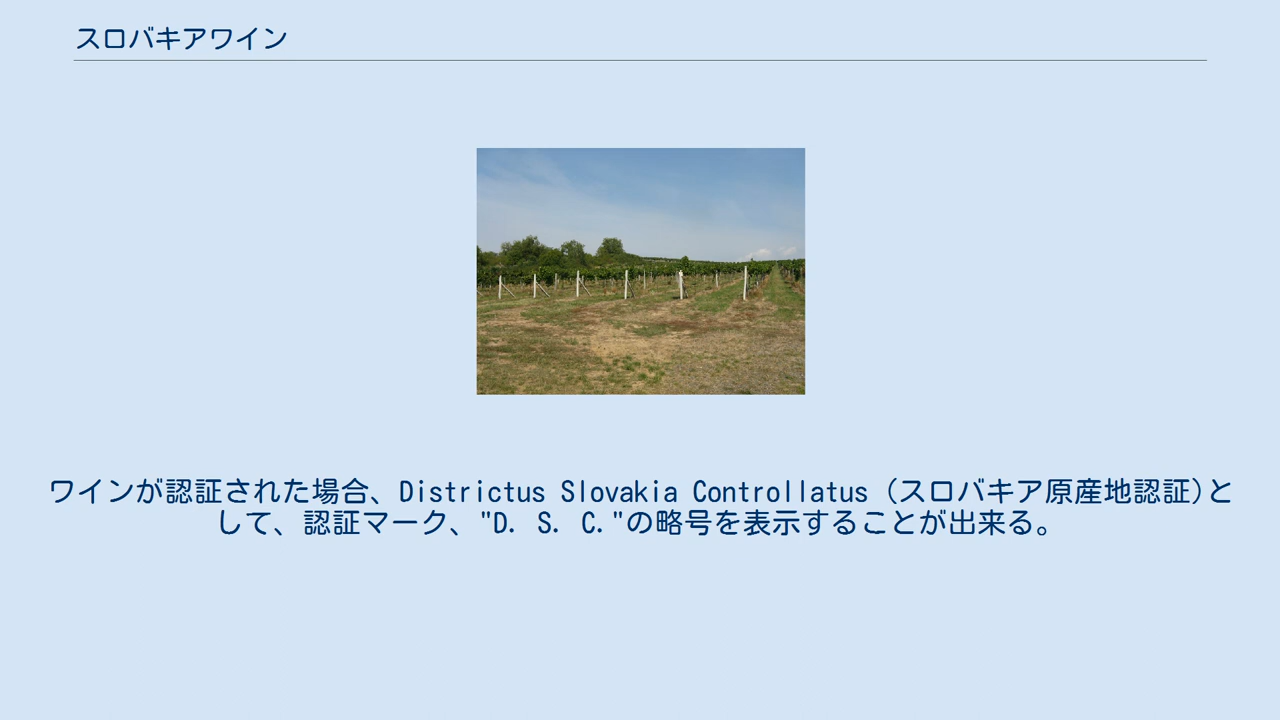 スロバキアワイン
ワインが認証された場合、Districtus Slovakia Controllatus (スロバキア原産地認証)と
して、認証マーク、"D. S. C."の略号を表示することが出来る。